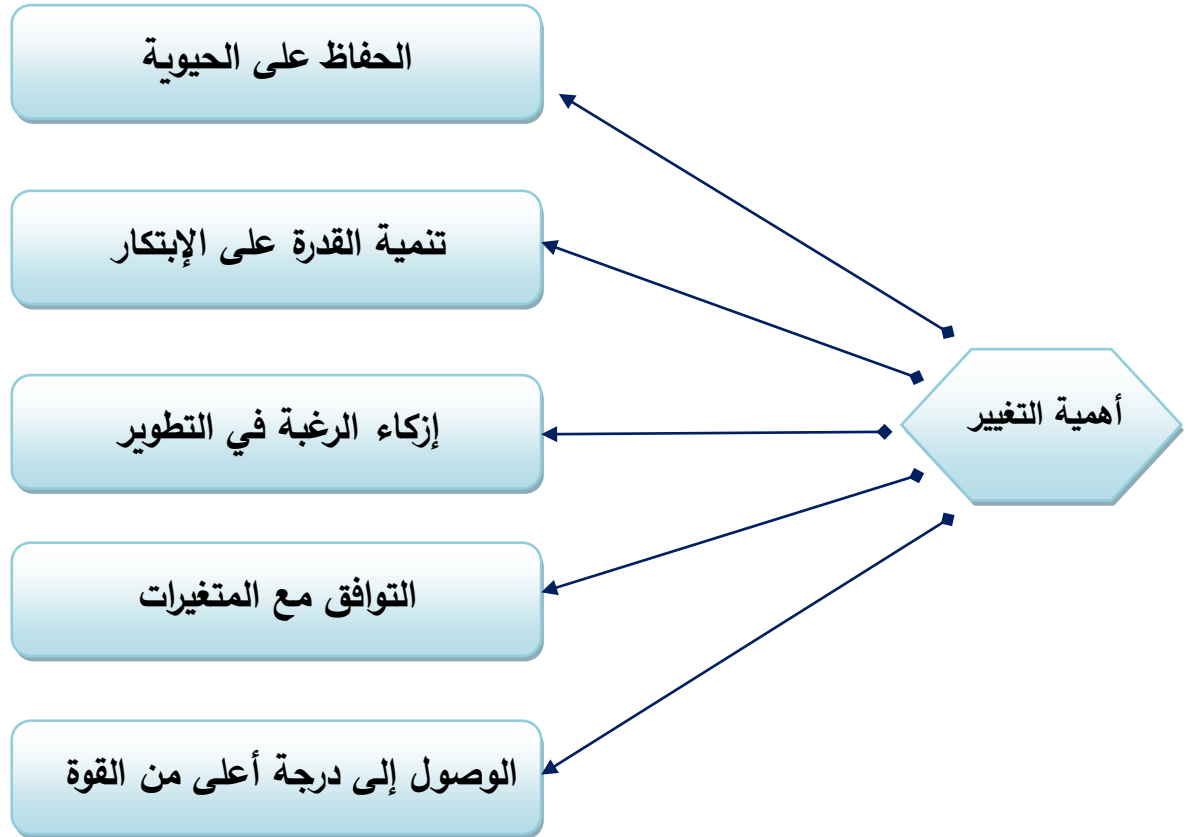 أهمية التغيير
الحفاظ على الحيوية
تنمية القدرة على الإبتكار
إزكاء الرغبة في التطوير
التوافق مع المتغيرات
الوصول إلى درجة أعلى من القوة